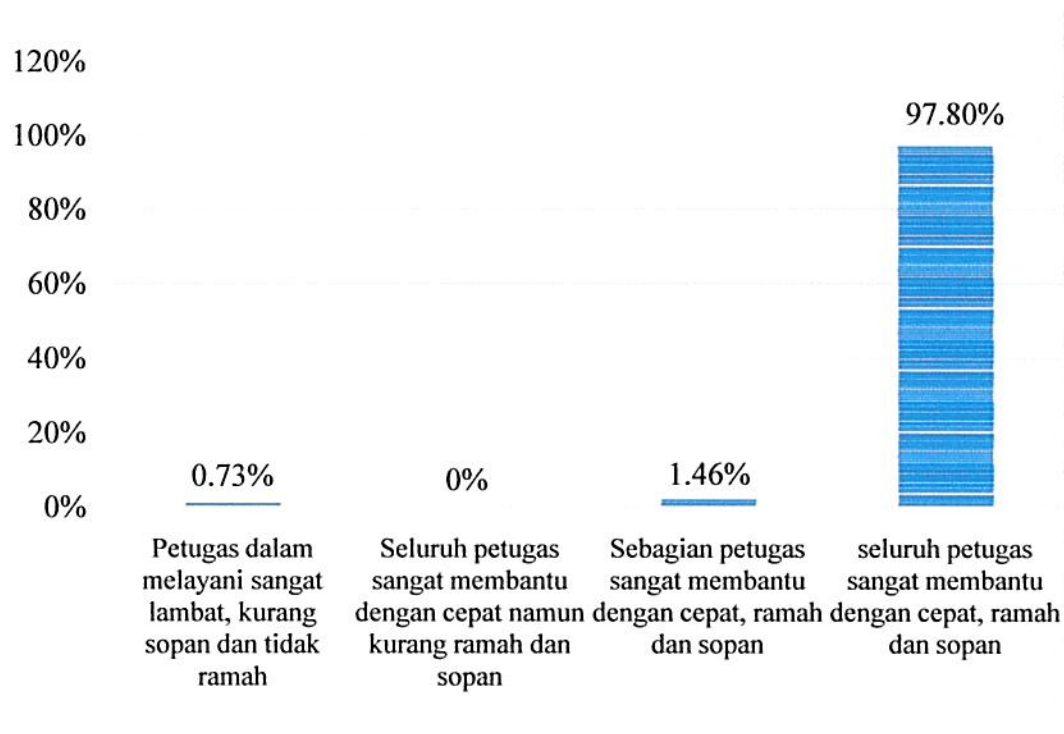 120%
100%
80%
60%
40%
20%
0%
0.73%
0%
1.46%
97.80%
Petugas dalam
melayani sangat
lambat, kurang
sopan dan tidak
ramah
Seluruh petugas
sangat membantu
dengan cepat namun
kurang ramah dan
sopan
Sebagian petugas
sangat membantu
dengan cepat, ramah
dan sopan
seluruh petugas
sangat membantu
dengan cepat, ramah
dan sopan